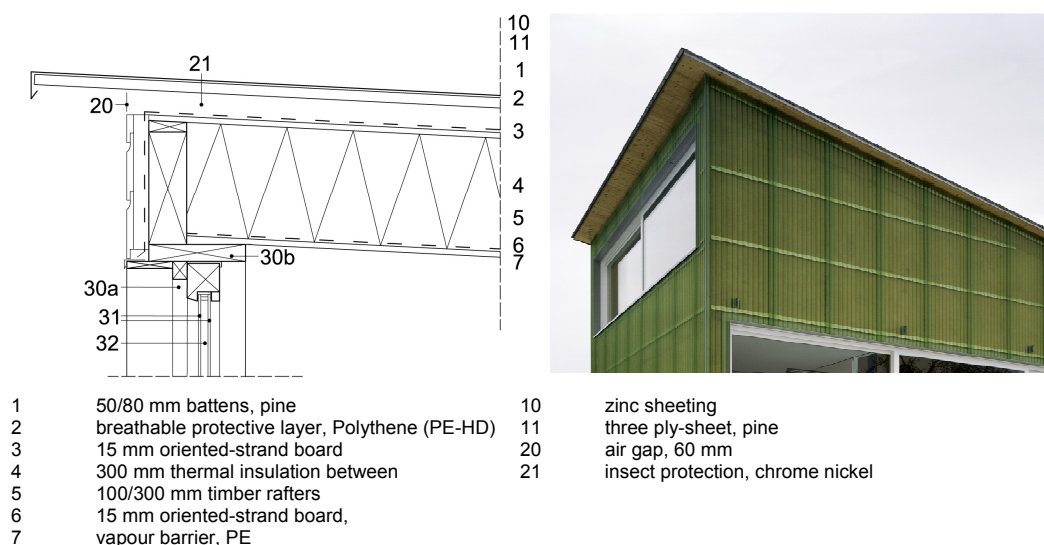 10
11
21
1
20
2
3
4
5
30b
6
7
30a
31
32
1 50/80 mm battens, pine
2 breathable protective layer, Polythene (PE-HD)
3 15 mm oriented-strand board
4 300 mm thermal insulation between
5 100/300 mm timber rafters
6 15 mm oriented-strand board,
7 vapour barrier, PE
10 zinc sheeting
11 three ply-sheet, pine
20 air gap, 60 mm
21 insect protection, chrome nickel